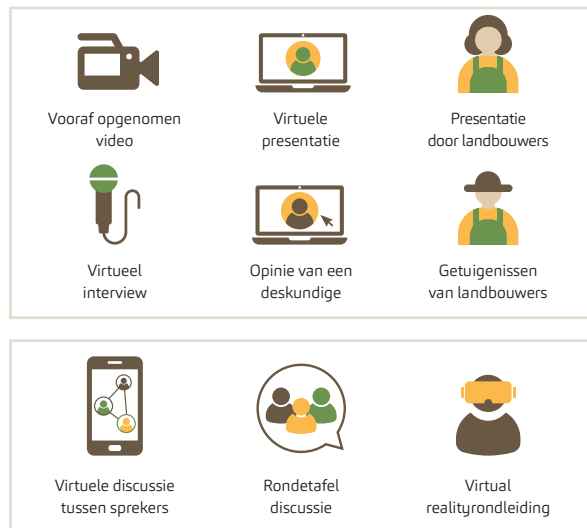 Vooraf opgenomen
video
Virtuele
presentatie
Presentatie
door landbouwers
Virtueel
interview
Opinie van een
deskundige
Getuigenissen
van landbouwers
Virtuele discussie
tussen sprekers
Rondetafel
discussie
Virtual
realityrondleiding